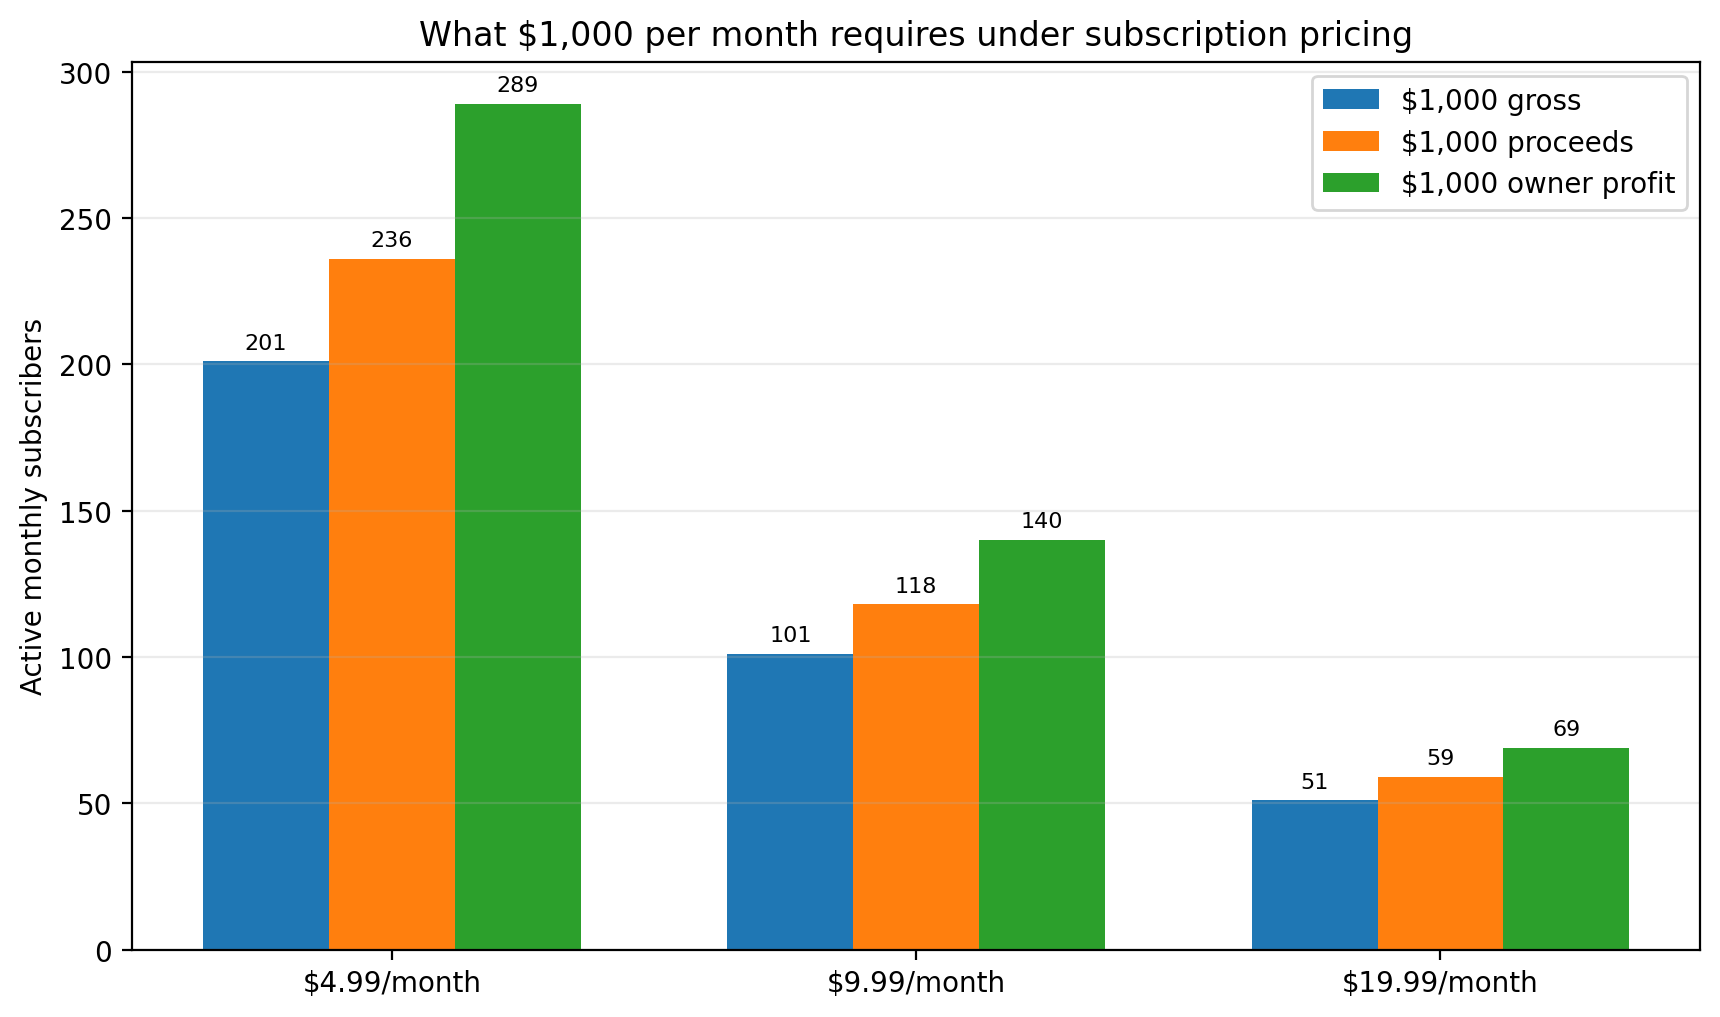 What $1,000 per month requires under subscription pricing
300
250
200
150
100
50
0
Active monthly subscribers
201
236
289
101
118
140
51
59
69
$1,000 gross
$1,000 proceeds
$1,000 owner profit
$4.99/month
$9.99/month
$19.99/month